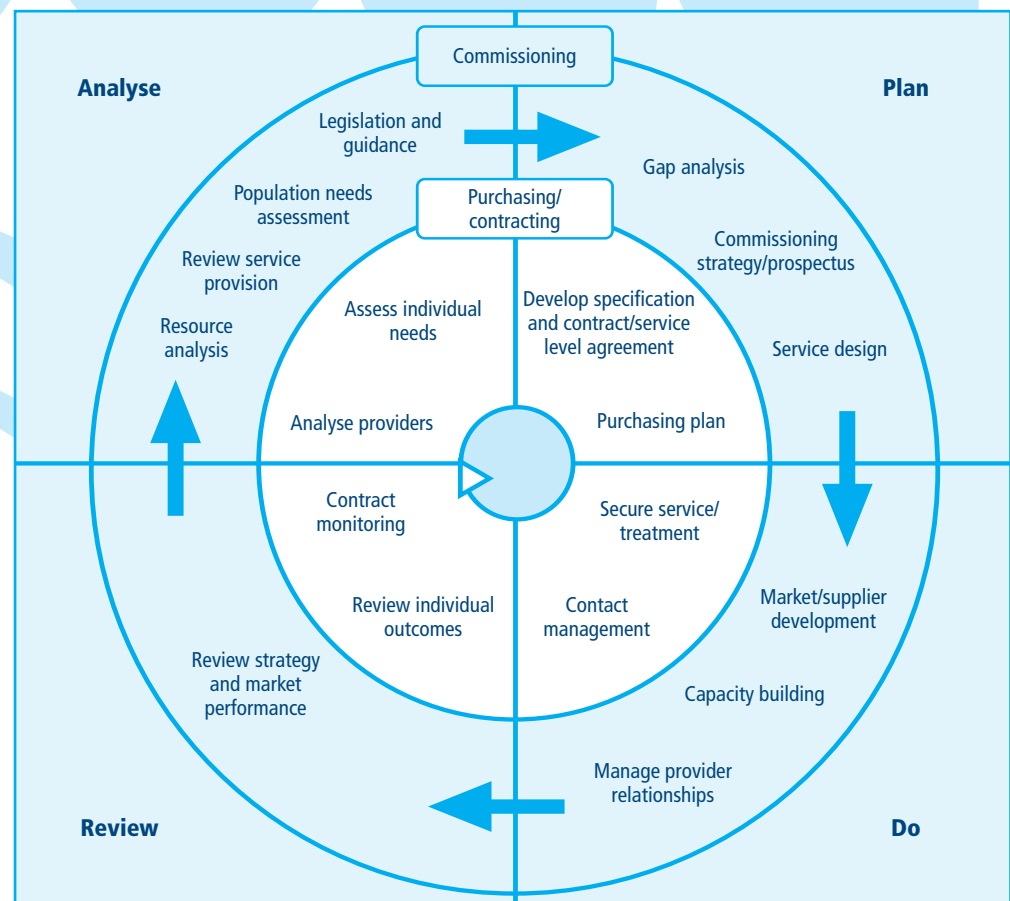 Commissioning
Analyse
Plan
Legislation and
guidance
Gap analysis
Population needs
assessment
Purchasing/
contracting
Commissioning
strategy/prospectus
Review service
provision
Assess individual
needs
Develop specification
and contract/service
level agreement
Resource
analysis
Service design
Analyse providers
Purchasing plan
Contract
monitoring
Secure service/
treatment
Review individual
outcomes
Contact
management
Market/supplier
development
Review strategy
and market
performance
Capacity building
Manage provider
relationships
Review
Do